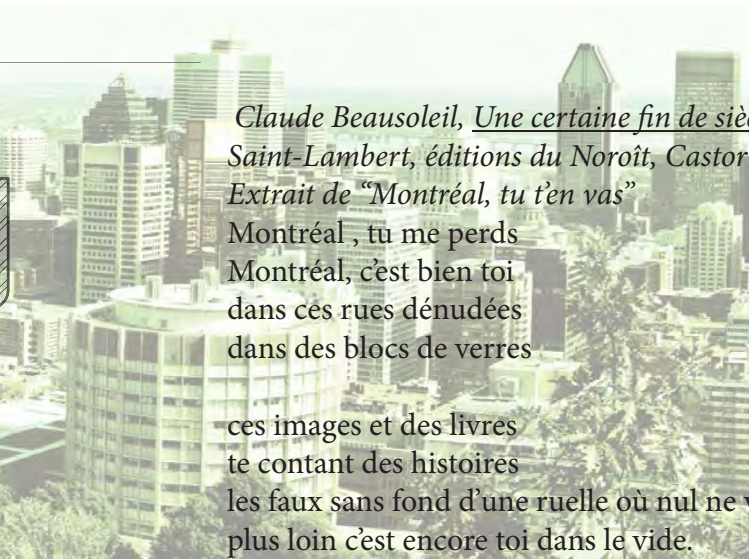 Claude Beausoleil, Une certaine fin de siè
Saint-Lambert, éditions du Noroît, Castor
Extrait de “Montréal, tu t’en vas”
Montréal , tu me perds
Montréal, c’est bien toi
dans ces rues dénudées
dans des blocs de verres
ces images et des livres
te contant des histoires
les faux sans fond d’une ruelle où nul ne v
plus loin c’est encore toi dans le vide.